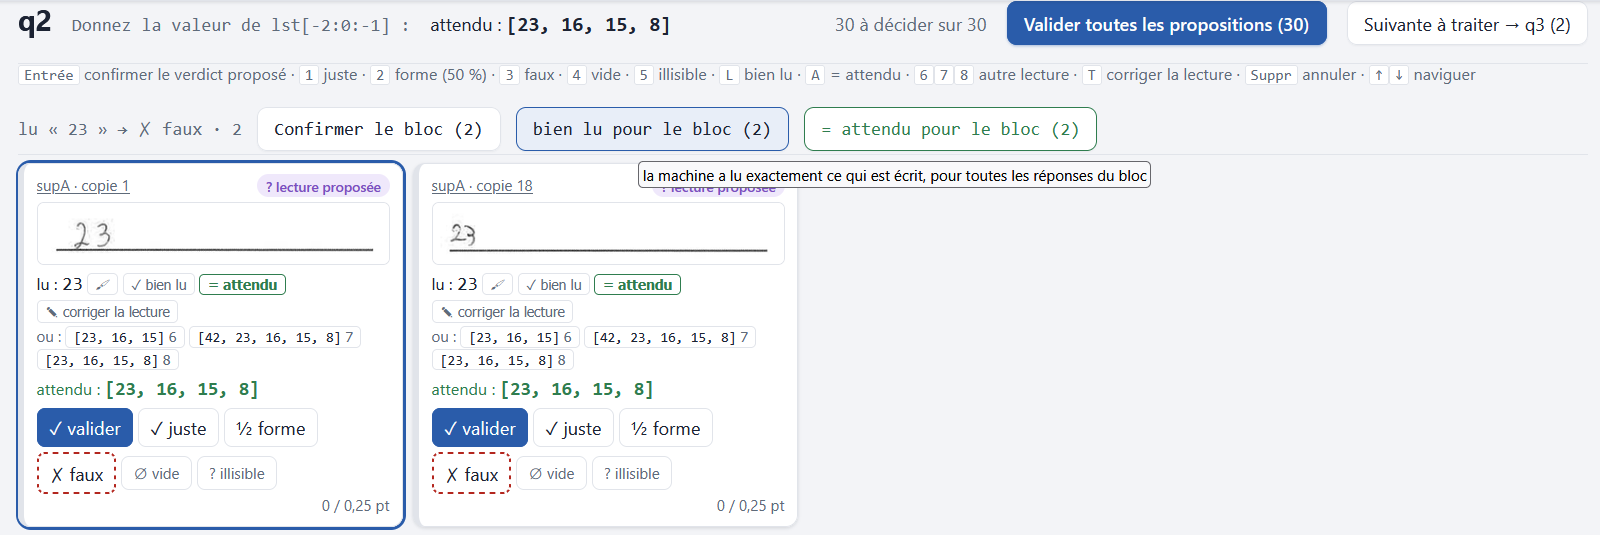 q2 Donnez la valeur de lst[-2:0:-1] : attendu : [23, 16, 15, 8] 30 à décider sur 30 Valider toutes les propositions (30) Suivante à traiter → q3 (2)
Entrée confirmer le verdict proposé · 1 juste · 2 forme (50 %) · 3 faux · 4 vide · 5 illisible · L bien lu · A = attendu · 6 7 8 autre lecture · T corriger la lecture · Suppr annuler · ↑ ↓ naviguer
lu « 23 » → ✗ faux · 2 Confirmer le bloc (2) bien lu pour le bloc (2) = attendu pour le bloc (2)
la machine a lu exactement ce qui est écrit, pour toutes les réponses du bloc
supA · copie 1 ? lecture proposée
23
lu : 23 ✓ bien lu = attendu
corriger la lecture
ou : [23, 16, 15] 6 [42, 23, 16, 15, 8] 7
[23, 16, 15, 8] 8
attendu : [23, 16, 15, 8]
✓ valider ✓ juste ½ forme
✗ faux ∅ vide ? illisible
0 / 0,25 pt
supA · copie 18 ? lecture proposée
23
lu : 23 ✓ bien lu = attendu
corriger la lecture
ou : [23, 16, 15] 6 [42, 23, 16, 15, 8] 7
[23, 16, 15, 8] 8
attendu : [23, 16, 15, 8]
✓ valider ✓ juste ½ forme
✗ faux ∅ vide ? illisible
0 / 0,25 pt